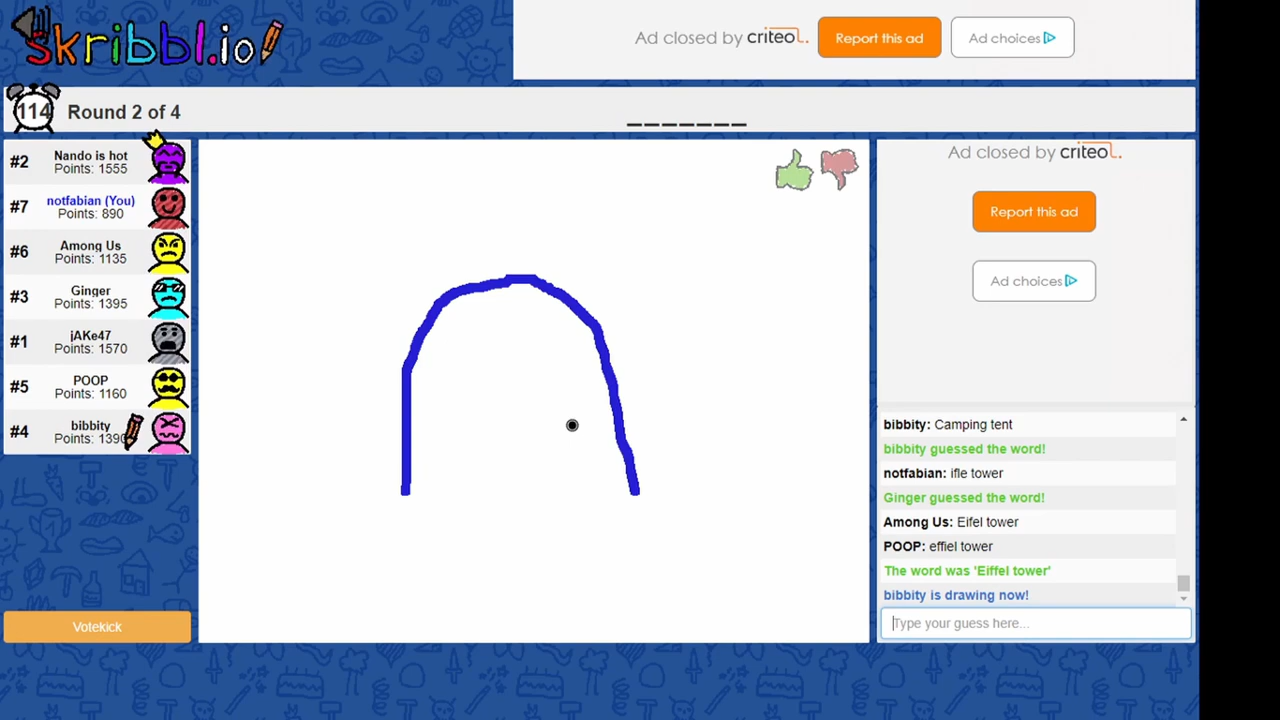 skribbl.io
Ad closed by criteo.
Report this ad
Ad choices
114
Round 2 of 4
_______
#2
Nando is hot
Points: 1555
#7
notfabian (You)
Points: 890
#6
Among Us
Points: 1135
#3
Ginger
Points: 1395
#1
jAKe47
Points: 1570
#5
POOP
Points: 1160
#4
bibbity
Points: 1390
Votekick
Ad closed by criteo.
Report this ad
Ad choices
bibbity: Camping tent
bibbity guessed the word!
notfabian: ifle tower
Ginger guessed the word!
Among Us: Eifel tower
POOP: effiel tower
The word was 'Eiffel tower'
bibbity is drawing now!
Type your guess here...